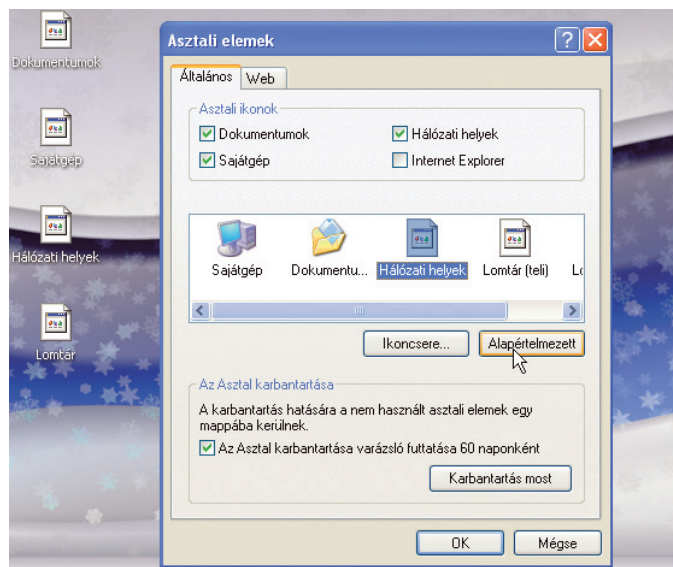 Dokumentumok
Sajátgép
Hálózati helyek
Lomtár
Asztali elemek
Általános Web
Asztali ikonok
Dokumentumok Hálózati helyek
Sajátgép Internet Explorer
Sajátgép Dokumentu... Hálózati helyek Lomtár (teli) Lo
Ikoncsere... Alapértelmezett
Az Asztal karbantartása
A karbantartás hatására a nem használt asztali elemek egy
mappába kerülnek.
Az Asztal karbantartása varázsló futtatása 60 naponként
Karbantartás most
OK Mégse